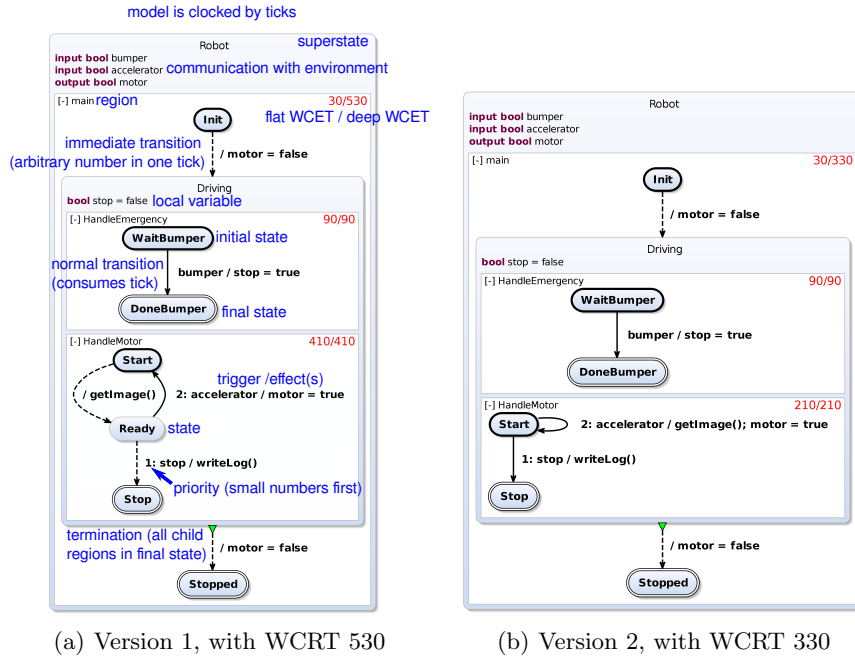 model is clocked by ticks
Robot
superstate
input bool bumper
input bool accelerator communication with environment
output bool motor
[-] main region
30/530
flat WCET / deep WCET
Init
immediate transition
(arbitrary number in one tick)
/ motor = false
Driving
bool stop = false local variable
[-] HandleEmergency
90/90
WaitBumper initial state
normal transition
(consumes tick)
bumper / stop = true
DoneBumper final state
[-] HandleMotor
410/410
Start
trigger /effect(s)
/ getImage()
2: accelerator / motor = true
Ready state
1: stop / writeLog()
priority (small numbers first)
Stop
termination (all child
regions in final state)
/ motor = false
Stopped
(a) Version 1, with WCRT 530
Robot
input bool bumper
input bool accelerator
output bool motor
[-] main
30/330
Init
/ motor = false
Driving
bool stop = false
[-] HandleEmergency
90/90
WaitBumper
bumper / stop = true
DoneBumper
[-] HandleMotor
210/210
Start
2: accelerator / getImage(); motor = true
1: stop / writeLog()
Stop
/ motor = false
Stopped
(b) Version 2, with WCRT 330